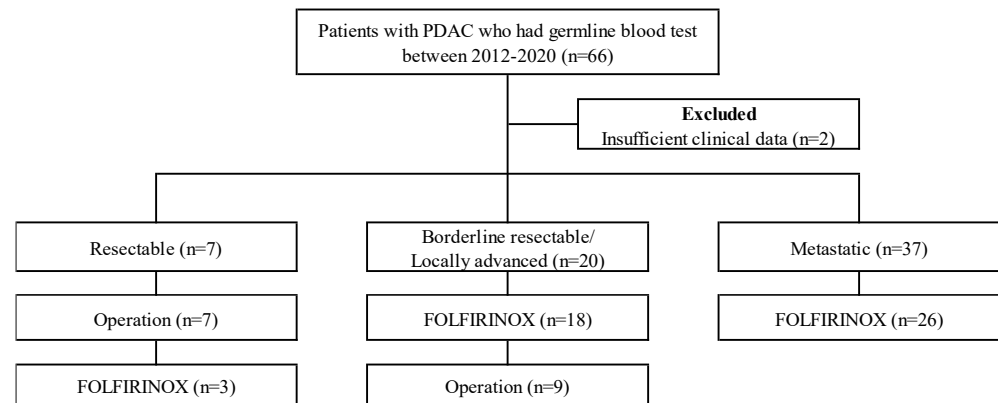 Patients with PDAC who had germline blood test
between 2012-2020 (n=66)
Excluded
Insufficient clinical data (n=2)
Resectable (n=7)
Borderline resectable/
Locally advanced (n=20)
Metastatic (n=37)
Operation (n=7)
FOLFIRINOX (n=18)
FOLFIRINOX (n=26)
FOLFIRINOX (n=3)
Operation (n=9)